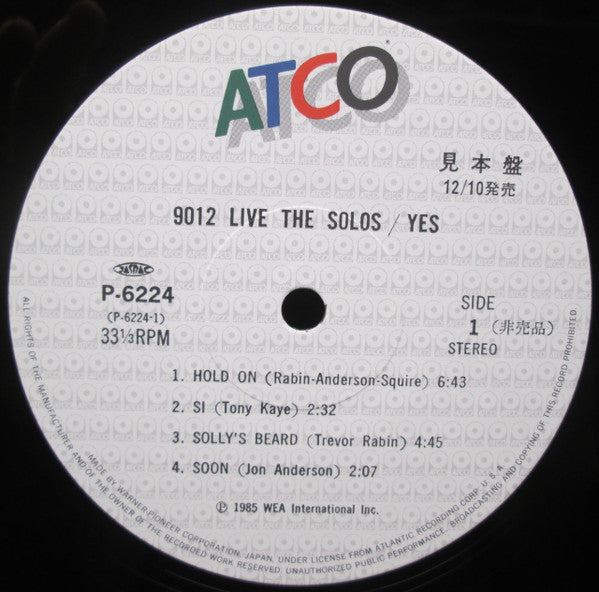 ATCO
見本盤
12/10発売
9012 LIVE THE SOLOS / YES
JASRAC
P-6224
(P-6224-1)
33⅓RPM
SIDE
1 (非売品)
STEREO
1. HOLD ON (Rabin-Anderson-Squire) 6:43
2. SI (Tony Kaye) 2:32
3. SOLLY'S BEARD (Trevor Rabin) 4:45
4. SOON (Jon Anderson) 2:07
Ⓟ 1985 WEA International Inc.
MADE BY WARNER-PIONEER CORPORATION, JAPAN, UNDER LICENSE FROM ATLANTIC RECORDING CORP. U.S.A.
ALL RIGHTS OF THE MANUFACTURER AND OF THE OWNER OF THE RECORDED WORK RESERVED. UNAUTHORIZED PUBLIC PERFORMANCE, BROADCASTING AND COPYING OF THIS RECORD PROHIBITED.